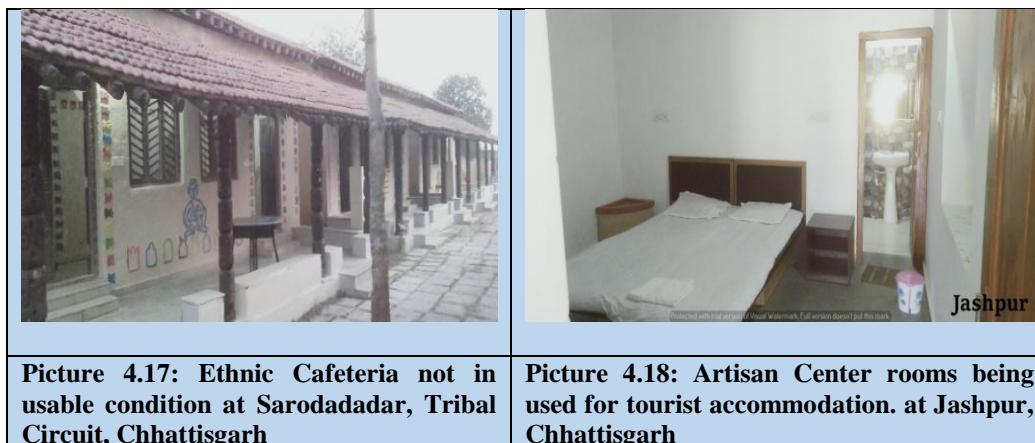 Protected with trial version of Visual Watermark. Full version doesn't put this mark.
Jashpur
Picture 4.17: Ethnic Cafeteria not in
usable condition at Sarodadadar, Tribal
Circuit, Chhattisgarh
Picture 4.18: Artisan Center rooms being
used for tourist accommodation. at Jashpur,
Chhattisgarh